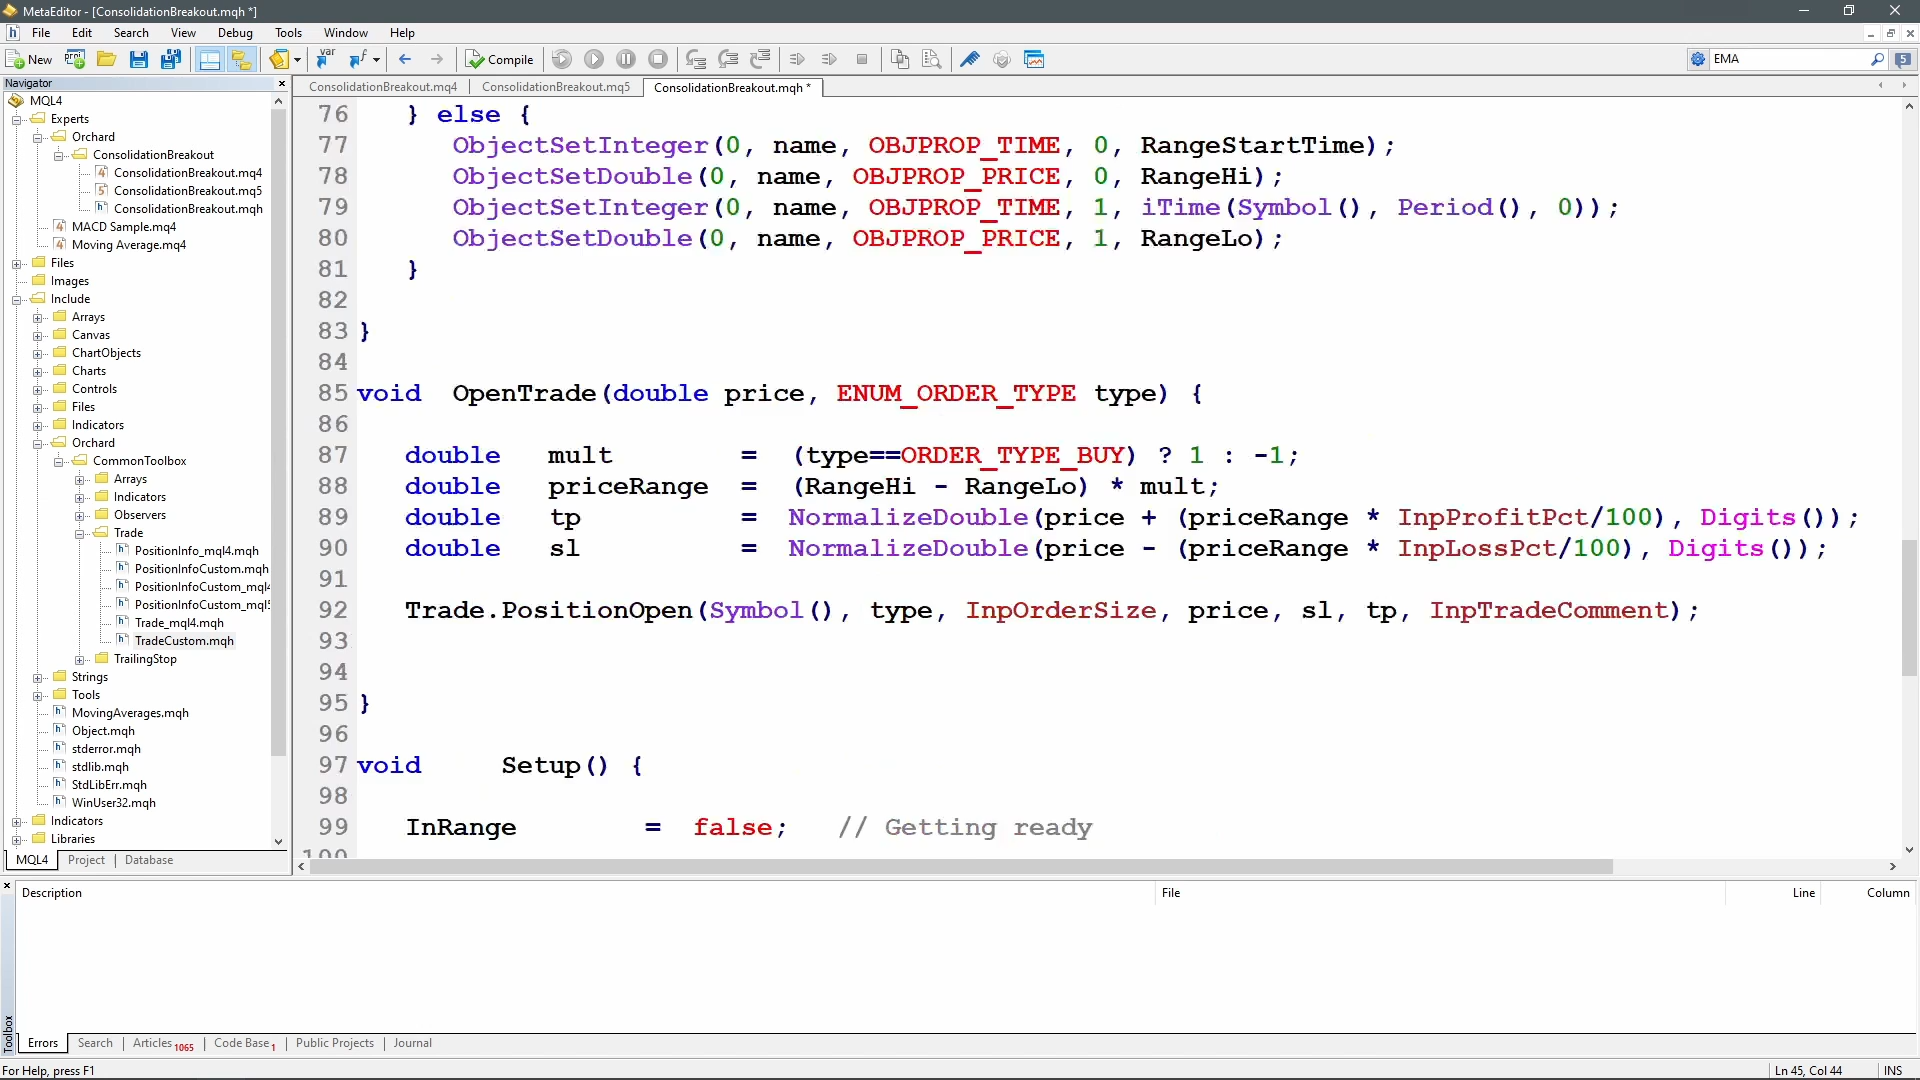 MetaEditor - [ConsolidationBreakout.mqh *]
File Edit Search View Debug Tools Window Help
New Compile EMA 5
Navigator
MQL4
Experts
Orchard
ConsolidationBreakout
ConsolidationBreakout.mq4
ConsolidationBreakout.mq5
ConsolidationBreakout.mqh
MACD Sample.mq4
Moving Average.mq4
Files
Images
Include
Arrays
Canvas
ChartObjects
Charts
Controls
Files
Indicators
Orchard
CommonToolbox
Arrays
Indicators
Observers
Trade
PositionInfo_mql4.mqh
PositionInfoCustom.mqh
PositionInfoCustom_mql4
PositionInfoCustom_mql5
Trade_mql4.mqh
TradeCustom.mqh
TrailingStop
Strings
Tools
MovingAverages.mqh
Object.mqh
stderror.mqh
stdlib.mqh
StdLibErr.mqh
WinUser32.mqh
Indicators
Libraries
MQL4 Project Database
ConsolidationBreakout.mq4 ConsolidationBreakout.mq5 ConsolidationBreakout.mqh *
76 } else {
77 ObjectSetInteger(0, name, OBJPROP_TIME, 0, RangeStartTime);
78 ObjectSetDouble(0, name, OBJPROP_PRICE, 0, RangeHi);
79 ObjectSetInteger(0, name, OBJPROP_TIME, 1, iTime(Symbol(), Period(), 0));
80 ObjectSetDouble(0, name, OBJPROP_PRICE, 1, RangeLo);
81 }
82
83 }
84
85 void OpenTrade(double price, ENUM_ORDER_TYPE type) {
86
87 double mult = (type==ORDER_TYPE_BUY) ? 1 : -1;
88 double priceRange = (RangeHi - RangeLo) * mult;
89 double tp = NormalizeDouble(price + (priceRange * InpProfitPct/100), Digits());
90 double sl = NormalizeDouble(price - (priceRange * InpLossPct/100), Digits());
91
92 Trade.PositionOpen(Symbol(), type, InpOrderSize, price, sl, tp, InpTradeComment);
93
94
95 }
96
97 void Setup() {
98
99 InRange = false; // Getting ready
100
Description File Line Column
Toolbox
Errors Search Articles 1065 Code Base 1 Public Projects Journal
For Help, press F1 Ln 45, Col 44 INS